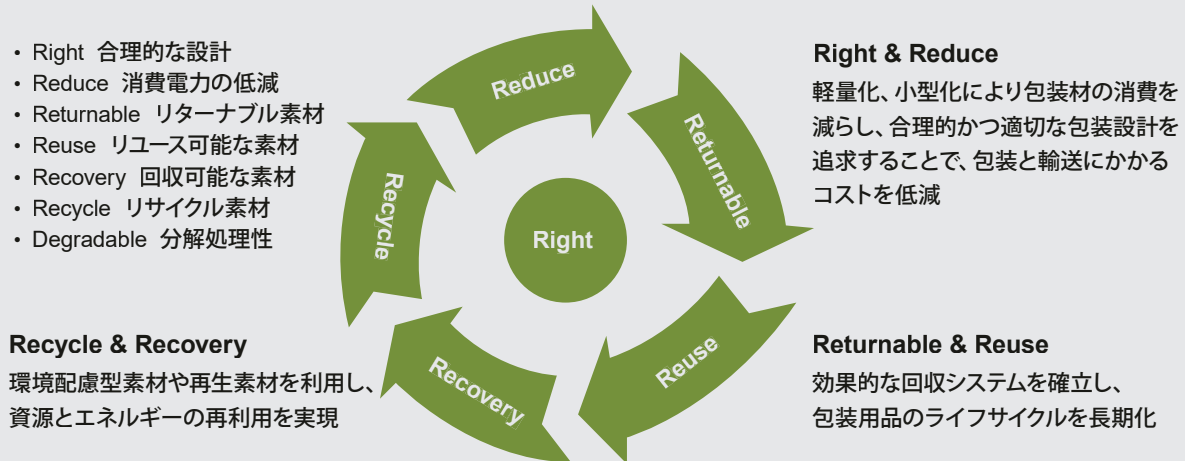 • Right 合理的な設計
• Reduce 消費電力の低減
• Returnable リターナブル素材
• Reuse リユース可能な素材
• Recovery 回収可能な素材
• Recycle リサイクル素材
• Degradable 分解処理性
Reduce
Returnable
Reuse
Recovery
Recycle
Right
Right & Reduce
軽量化、小型化により包装材の消費を
減らし、合理的かつ適切な包装設計を
追求することで、包装と輸送にかかる
コストを低減
Recycle & Recovery
環境配慮型素材や再生素材を利用し、
資源とエネルギーの再利用を実現
Returnable & Reuse
効果的な回収システムを確立し、
包装用品のライフサイクルを長期化